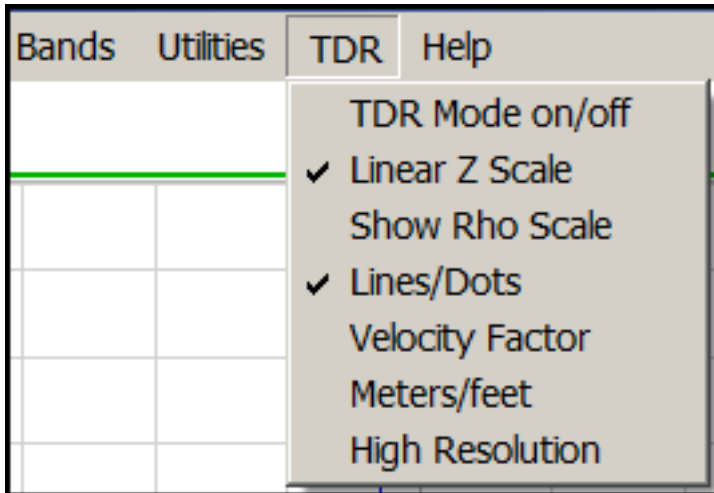 Bands Utilities TDR Help
TDR Mode on/off
Linear Z Scale
Show Rho Scale
Lines/Dots
Velocity Factor
Meters/feet
High Resolution